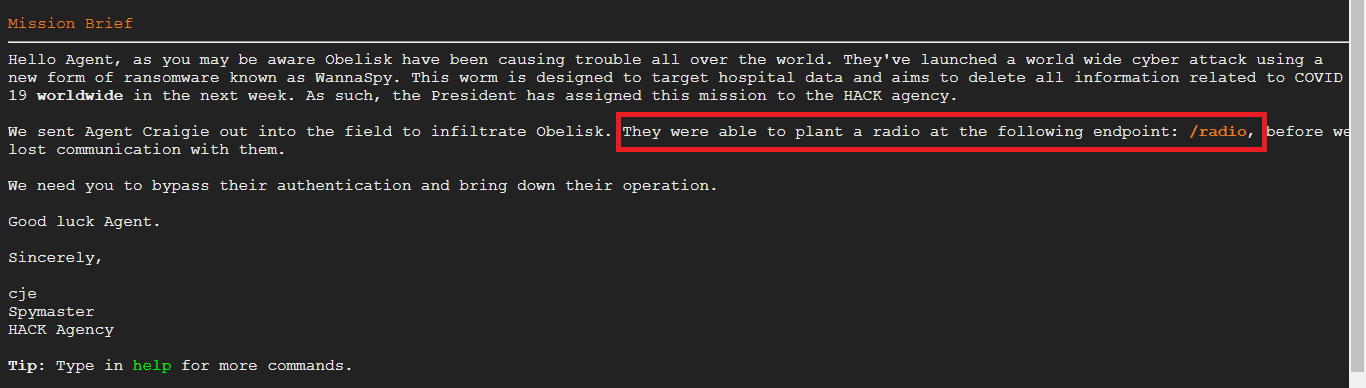 Mission Brief
Hello Agent, as you may be aware Obelisk have been causing trouble all over the world. They've launched a world wide cyber attack using a
new form of ransomware known as WannaSpy. This worm is designed to target hospital data and aims to delete all information related to COVID
19 worldwide in the next week. As such, the President has assigned this mission to the HACK agency.
We sent Agent Craigie out into the field to infiltrate Obelisk. They were able to plant a radio at the following endpoint: /radio, before we
lost communication with them.
We need you to bypass their authentication and bring down their operation.
Good luck Agent.
Sincerely,
cje
Spymaster
HACK Agency
Tip: Type in help for more commands.